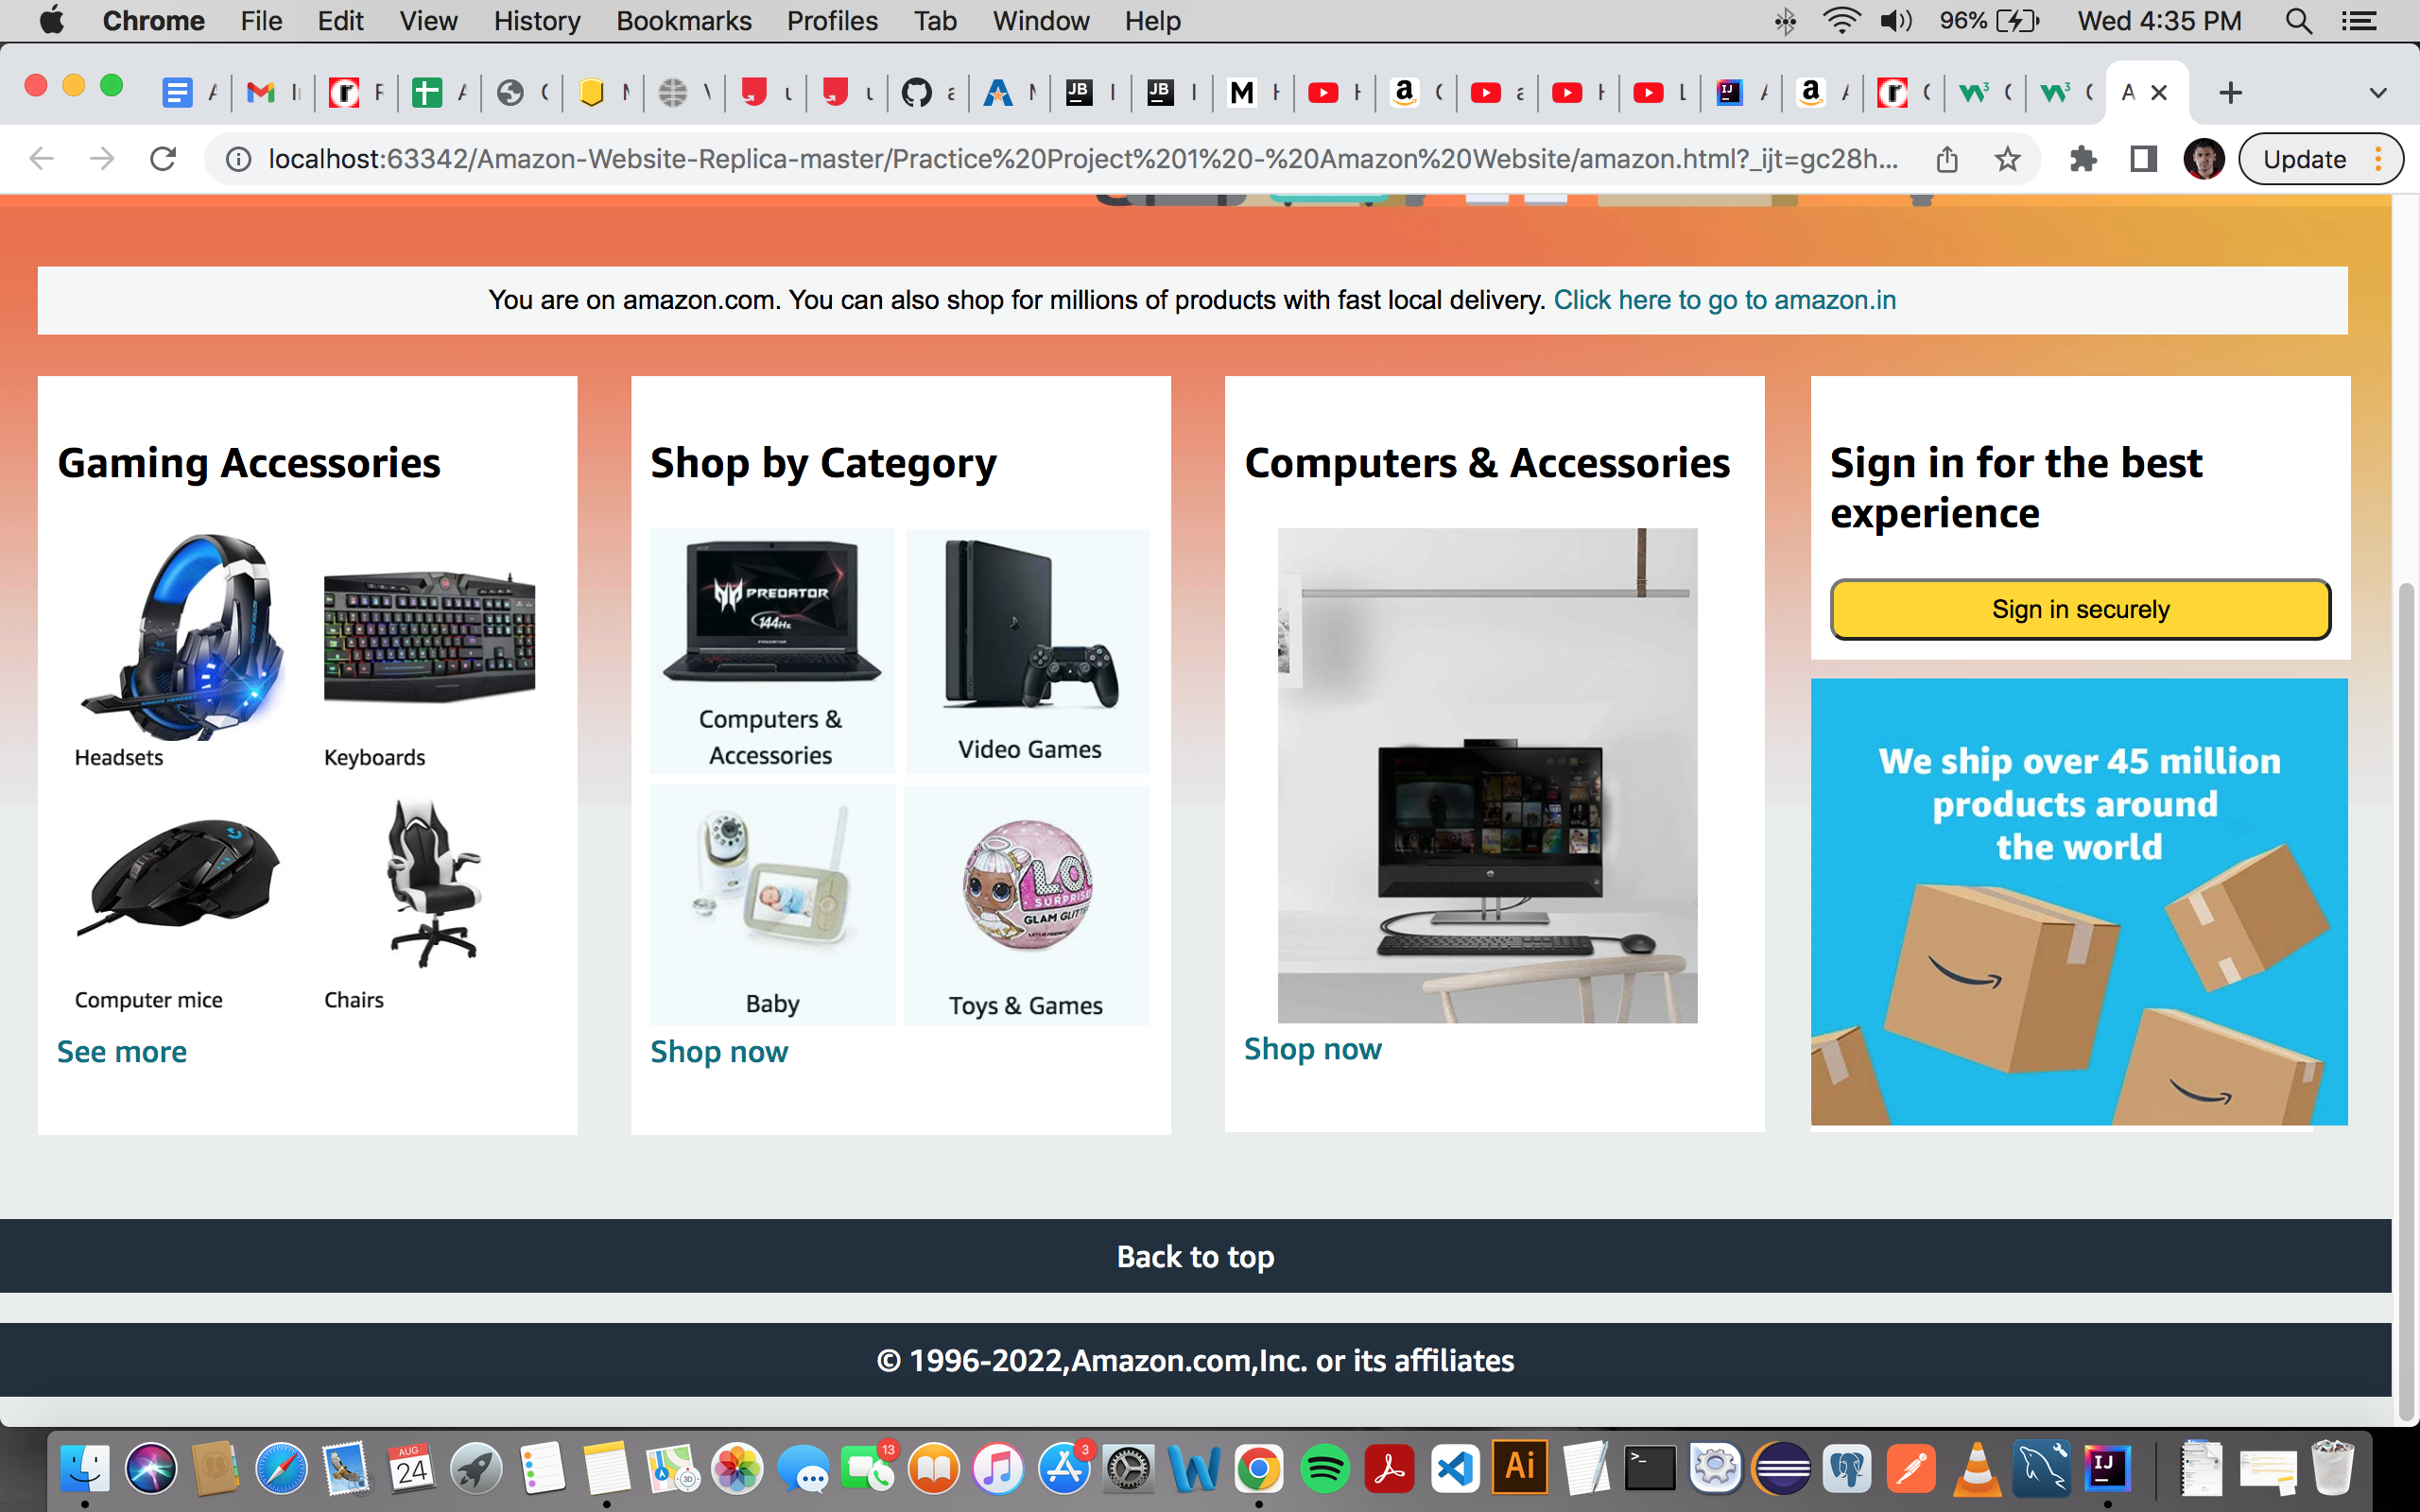 Chrome File Edit View History Bookmarks Profiles Tab Window Help 96% Wed 4:35 PM
localhost:63342/Amazon-Website-Replica-master/Practice%20Project%201%20-%20Amazon%20Website/amazon.html?_ijt=gc28h... Update
You are on amazon.com. You can also shop for millions of products with fast local delivery. Click here to go to amazon.in
Gaming Accessories
Headsets
Keyboards
Computer mice
Chairs
See more
Shop by Category
PREDATOR
144Hz
PREDATOR
Computers &
Accessories
Video Games
Baby
SURPRISE
Toys & Games
Shop now
Computers & Accessories
Shop now
Sign in for the best
experience
Sign in securely
We ship over 45 million
products around
the world
Back to top
© 1996-2022,Amazon.com,Inc. or its affiliates
AUG
24
13
3
Ai
IJ